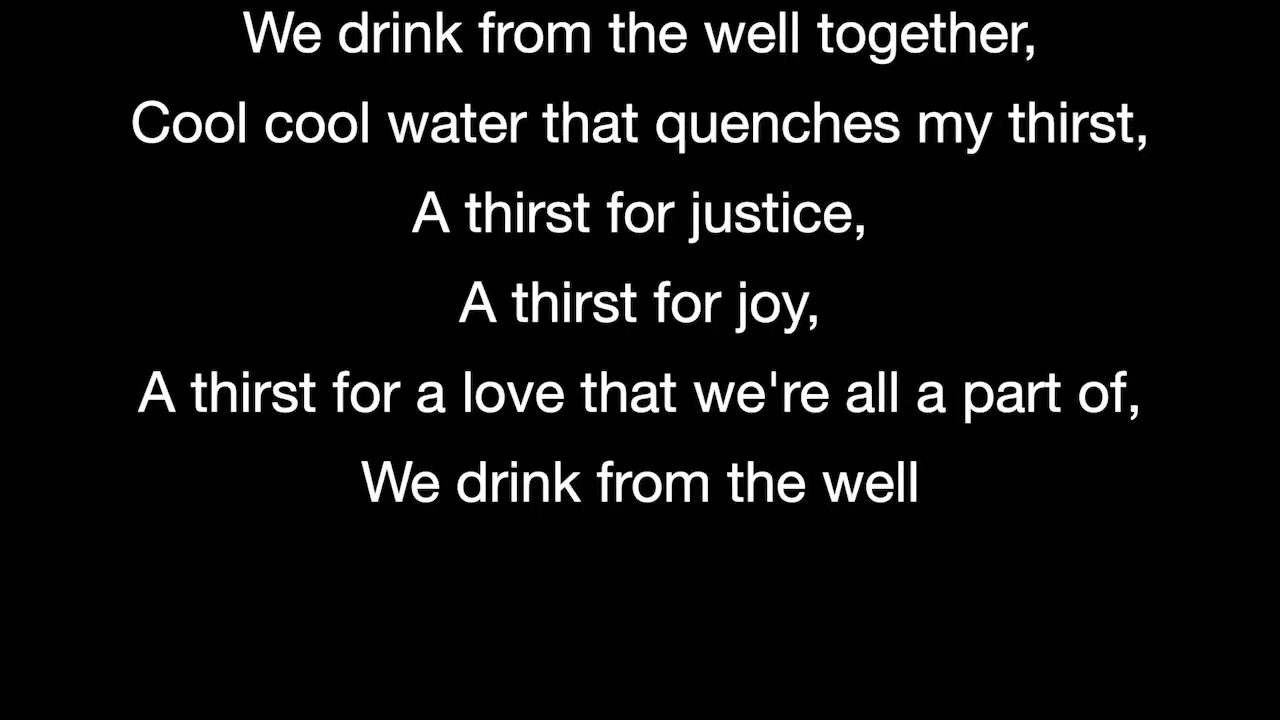 We drink from the well together,
Cool cool water that quenches my thirst,
A thirst for justice,
A thirst for joy,
A thirst for a love that we're all a part of,
We drink from the well